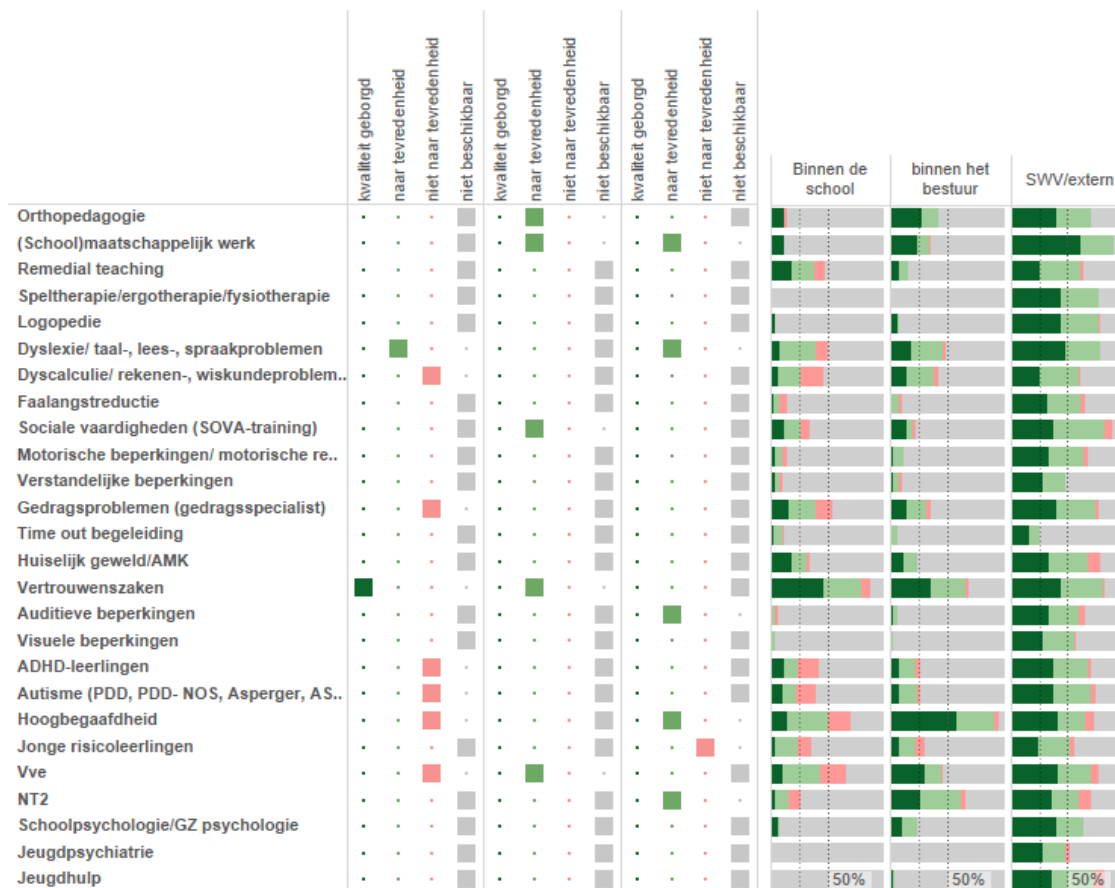 kwaliteit geborgd
naar tevredenheid
niet naar tevredenheid
niet beschikbaar
kwaliteit geborgd
naar tevredenheid
niet naar tevredenheid
niet beschikbaar
kwaliteit geborgd
naar tevredenheid
niet naar tevredenheid
niet beschikbaar
Binnen de
school
binnen het
bestuur
SWV/extern
Orthopedagogie
(School)maatschappelijk werk
Remedial teaching
Speltherapie/ergotherapie/fysiotherapie
Logopedie
Dyslexie/ taal-, lees-, spraakproblemen
Dyscalculie/ rekenen-, wiskundeproblem..
Faalangstreductie
Sociale vaardigheden (SOVA-training)
Motorische beperkingen/ motorische re..
Verstandelijke beperkingen
Gedragsproblemen (gedragsspecialist)
Time out begeleiding
Huiselijk geweld/AMK
Vertrouwenszaken
Auditieve beperkingen
Visuele beperkingen
ADHD-leerlingen
Autisme (PDD, PDD- NOS, Asperger, AS..
Hoogbegaafdheid
Jonge risicoleerlingen
Vve
NT2
Schoolpsychologie/GZ psychologie
Jeugdpsychiatrie
Jeugdhulp
50%
50%
50%